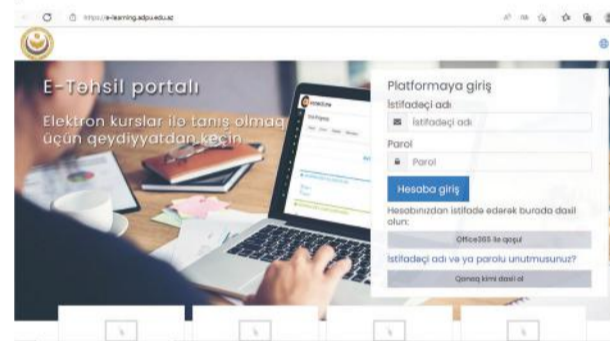 https://e-learning.adpu.edu.az
E-Təhsil portalı
Elektron kurslar ilə tanış olmaq
üçün qeydiyyatdan keçin
Platformaya giriş
İstifadəçi adı
İstifadəçi adı
Parol
Parol
Hesaba giriş
Hesabınızdan istifadə edərək burada daxil
olun:
Office365 ilə qoşul
İstifadəçi adı və ya parolu unutmusunuz?
Qonaq kimi daxil ol